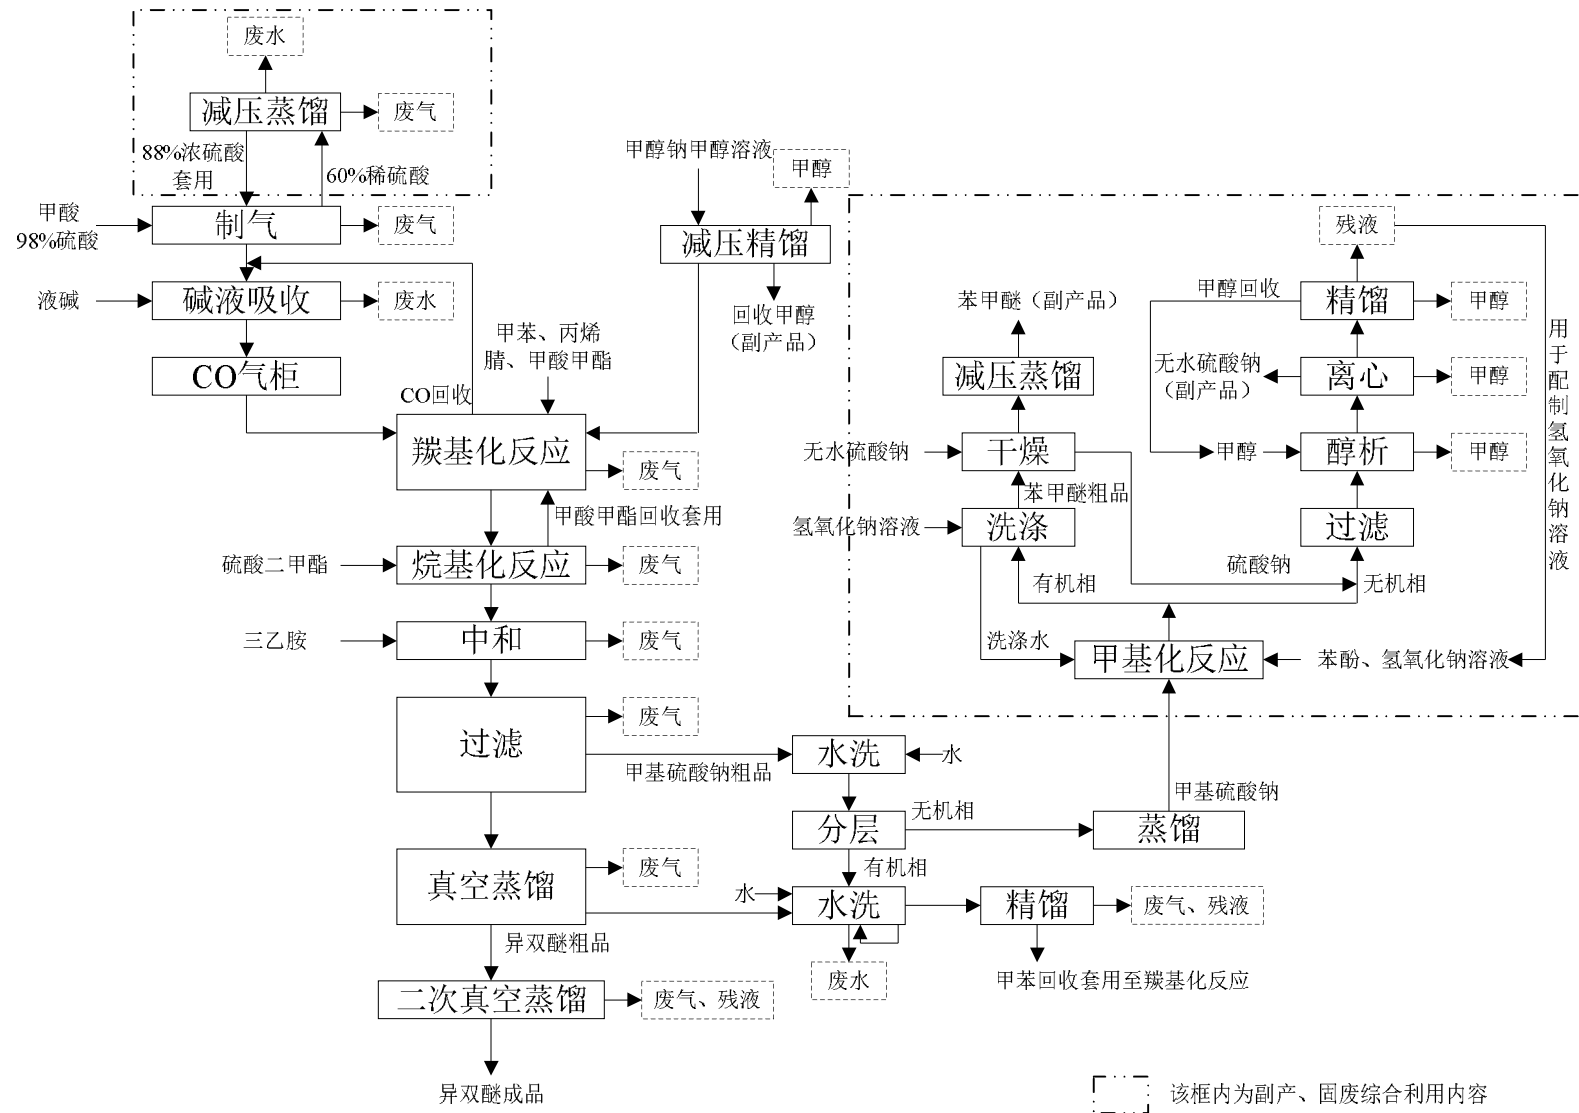 废水
减压蒸馏
废气
88%浓硫酸
套用
60%稀硫酸
甲酸
98%硫酸
制气
废气
液碱
碱液吸收
废水
CO气柜
CO回收
甲苯、丙烯
腈、甲酸甲酯
甲醇钠甲醇溶液
甲醇
减压精馏
回收甲醇
（副产品）
羰基化反应
废气
甲酸甲酯回收套用
硫酸二甲酯
烷基化反应
废气
三乙胺
中和
废气
过滤
废气
甲基硫酸钠粗品
真空蒸馏
废气
异双醚粗品
二次真空蒸馏
废气、残液
异双醚成品
水洗
水
分层
无机相
有机相
蒸馏
甲基硫酸钠
水
水洗
废水
精馏
废气、残液
甲苯回收套用至羰基化反应
苯甲醚（副产品）
减压蒸馏
无水硫酸钠
干燥
苯甲醚粗品
氢氧化钠溶液
洗涤
有机相
洗涤水
甲基化反应
苯酚、氢氧化钠溶液
硫酸钠
无机相
过滤
甲醇
醇析
甲醇
无水硫酸钠
（副产品）
离心
甲醇
甲醇回收
精馏
甲醇
残液
用于配制氢氧化钠溶液
该框内为副产、固废综合利用内容